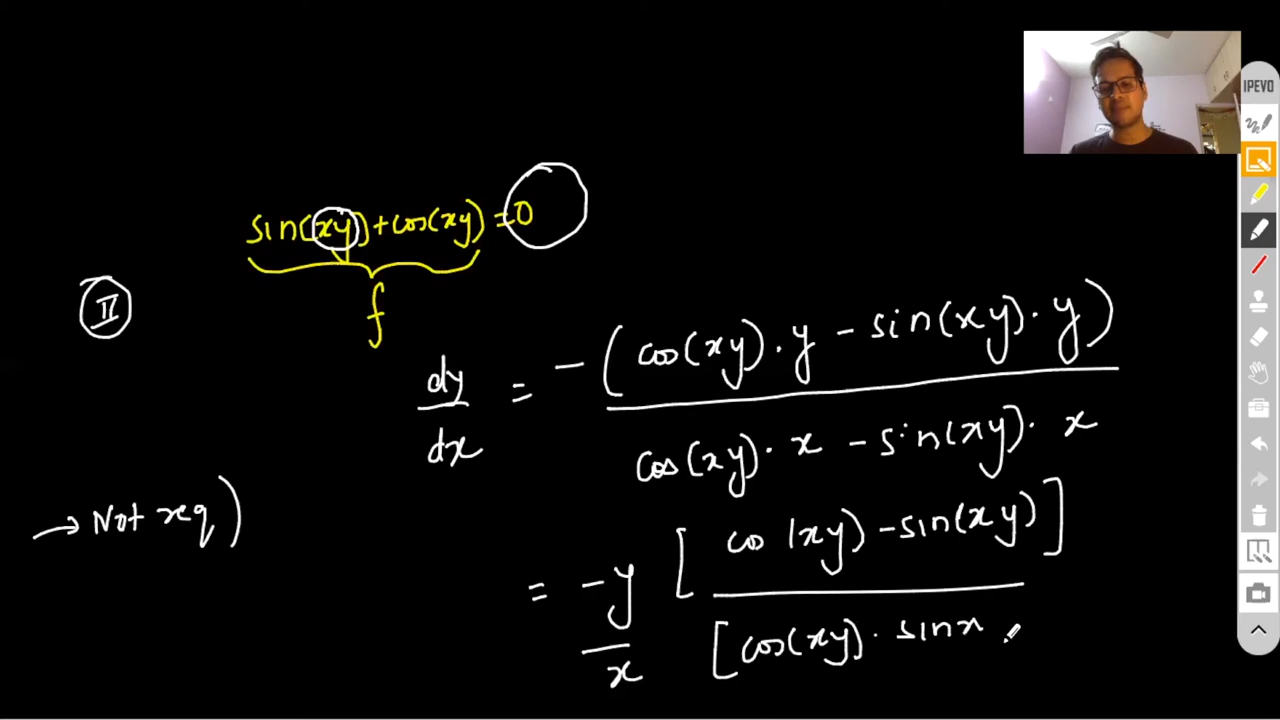 IPEVO
sin(xy)+cos(xy)=0
II
f
dy/dx = -(cos(xy)·y - sin(xy)·y) / cos(xy)·x - sin(xy)·x
→ Not req)
= -y/x [cos(xy) - sin(xy)] / [cos(xy)· sinx